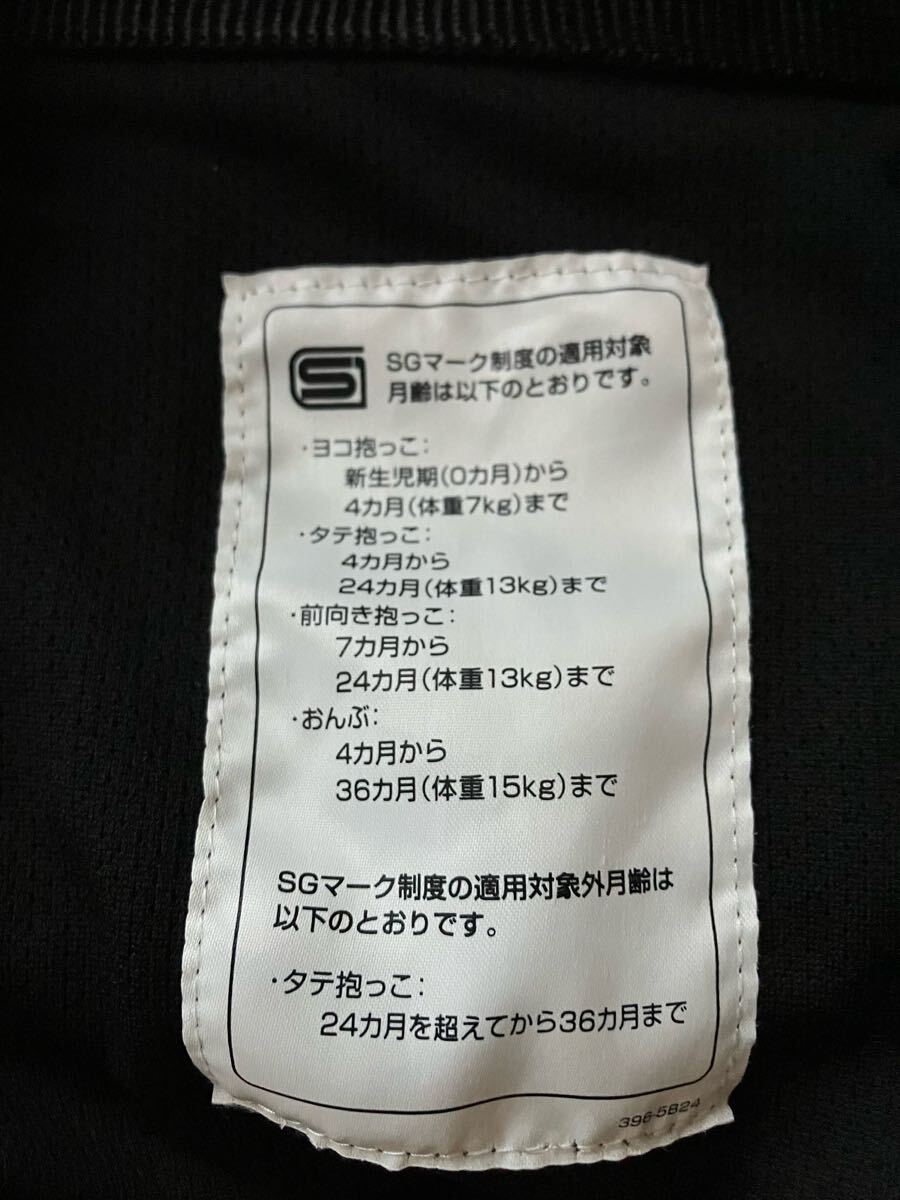 SGマーク制度の適用対象
月齢は以下のとおりです。
・ヨコ抱っこ：
新生児期(0カ月)から
4カ月(体重7kg)まで
・タテ抱っこ：
4カ月から
24カ月(体重13kg)まで
・前向き抱っこ：
7カ月から
24カ月(体重13kg)まで
・おんぶ：
4カ月から
36カ月(体重15kg)まで
SGマーク制度の適用対象外月齢は
以下のとおりです。
・タテ抱っこ：
24カ月を超えてから36カ月まで
396-5B24